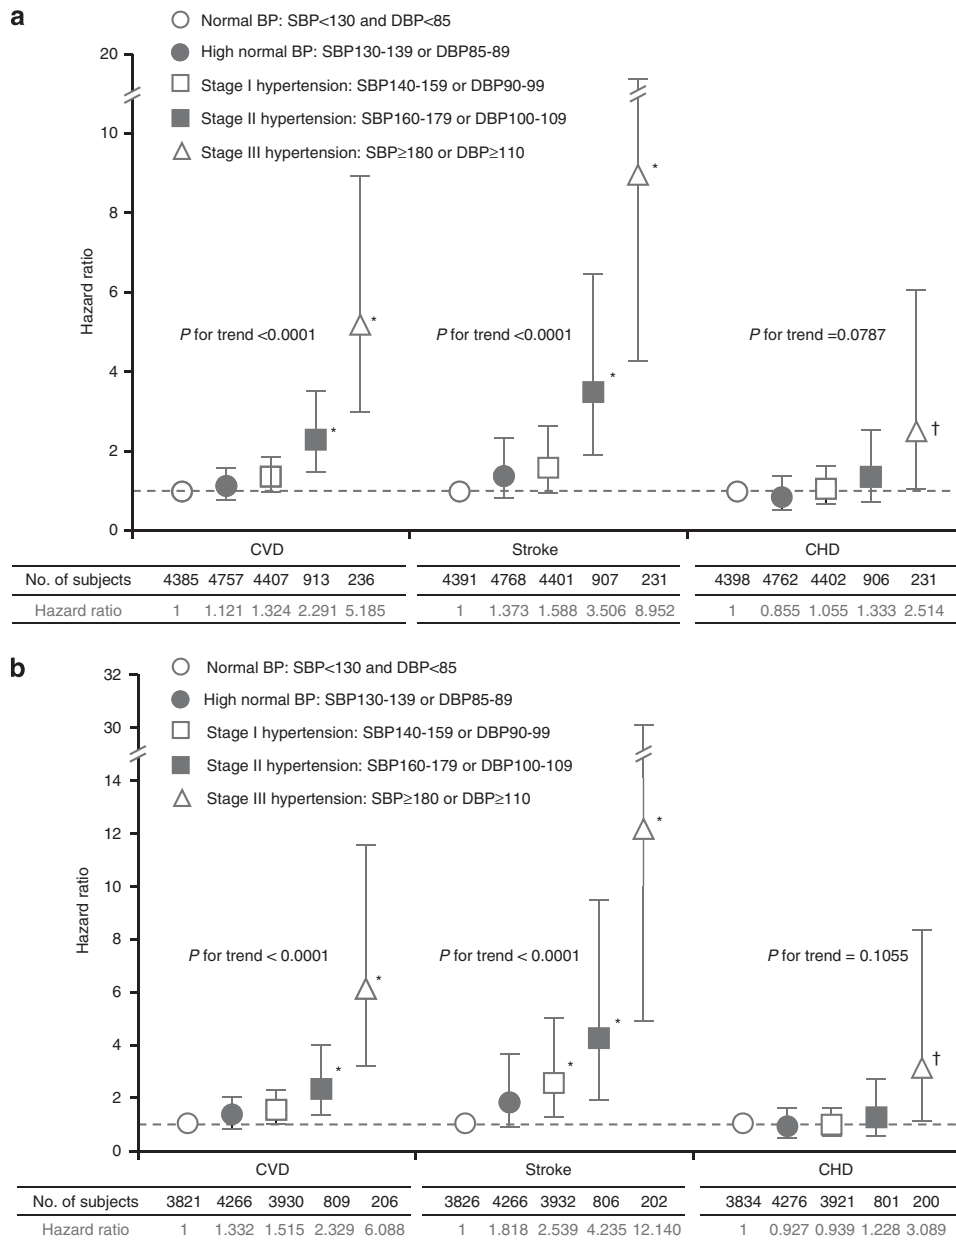 a
Normal BP: SBP<130 and DBP<85
High normal BP: SBP130-139 or DBP85-89
Stage I hypertension: SBP140-159 or DBP90-99
Stage II hypertension: SBP160-179 or DBP100-109
Stage III hypertension: SBP≥180 or DBP≥110
20
10
8
6
4
2
0
Hazard ratio
P for trend <0.0001
P for trend <0.0001
P for trend =0.0787
* * * * †
CVD Stroke CHD
No. of subjects 4385 4757 4407 913 236 4391 4768 4401 907 231 4398 4762 4402 906 231
Hazard ratio 1 1.121 1.324 2.291 5.185 1 1.373 1.588 3.506 8.952 1 0.855 1.055 1.333 2.514
b
Normal BP: SBP<130 and DBP<85
High normal BP: SBP130-139 or DBP85-89
Stage I hypertension: SBP140-159 or DBP90-99
Stage II hypertension: SBP160-179 or DBP100-109
Stage III hypertension: SBP≥180 or DBP≥110
32
30
14
12
10
8
6
4
2
0
Hazard ratio
P for trend < 0.0001
P for trend < 0.0001
P for trend = 0.1055
* * * * * †
CVD Stroke CHD
No. of subjects 3821 4266 3930 809 206 3826 4266 3932 806 202 3834 4276 3921 801 200
Hazard ratio 1 1.332 1.515 2.329 6.088 1 1.818 2.539 4.235 12.140 1 0.927 0.939 1.228 3.089